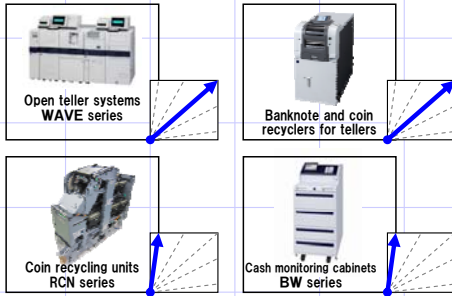 Open teller systems
WAVE series
Banknote and coin
recyclers for tellers
Coin recycling units
RCN series
Cash monitoring cabinets
BW series